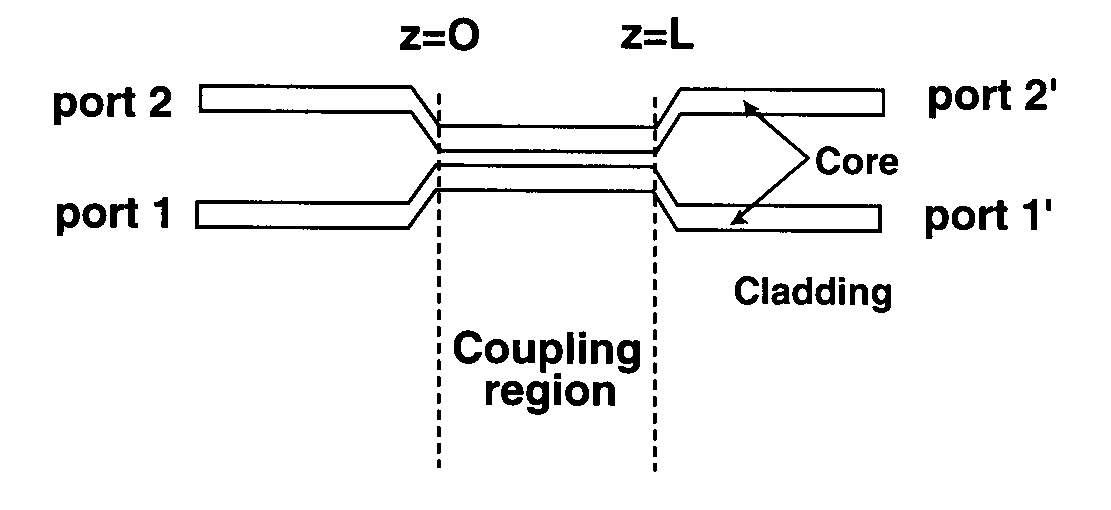 z=O
z=L
port 2
port 2'
Core
port 1
port 1'
Cladding
Coupling
region